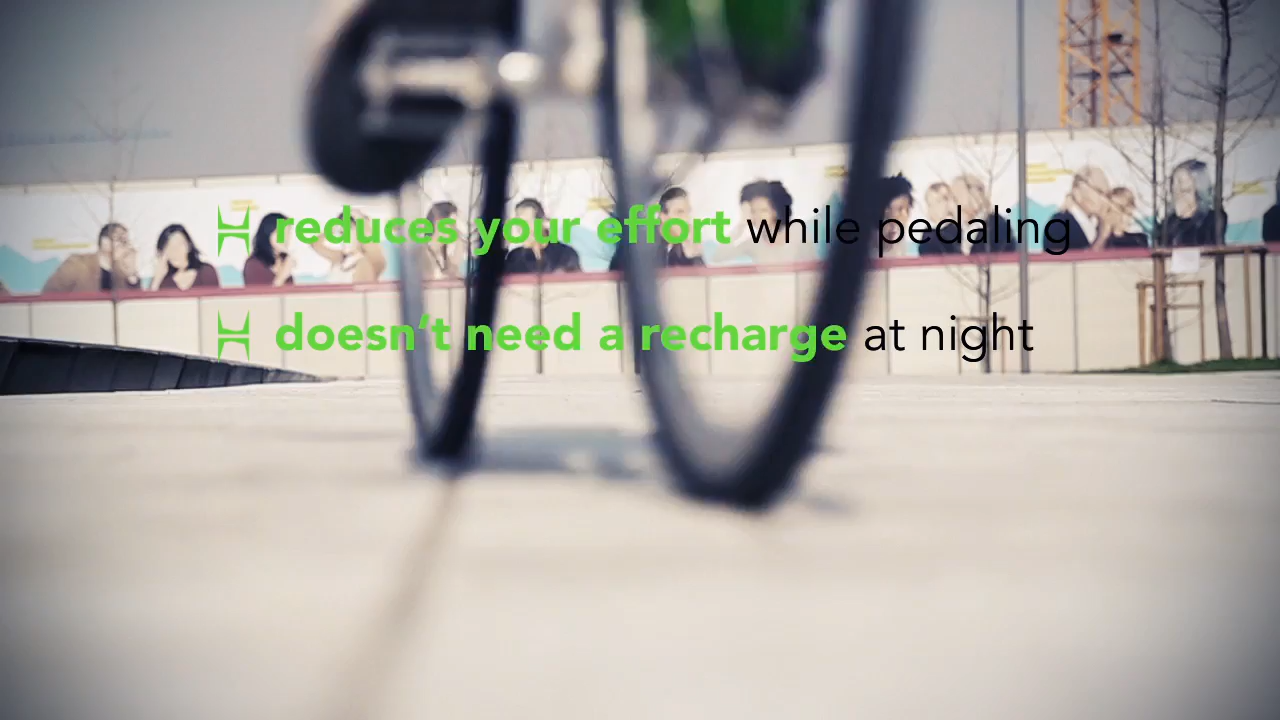 reduces your effort while pedaling
doesn't need a recharge at night